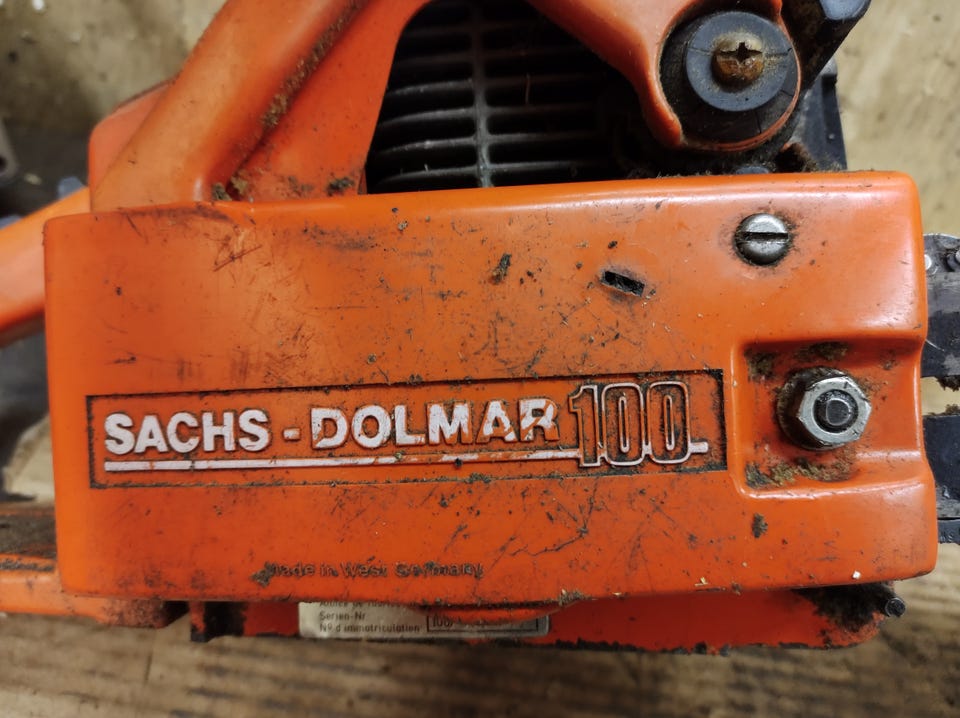 SACHS - DOLMAR 100
Made in West Germany
Serien-Nr
N° d immatriculation